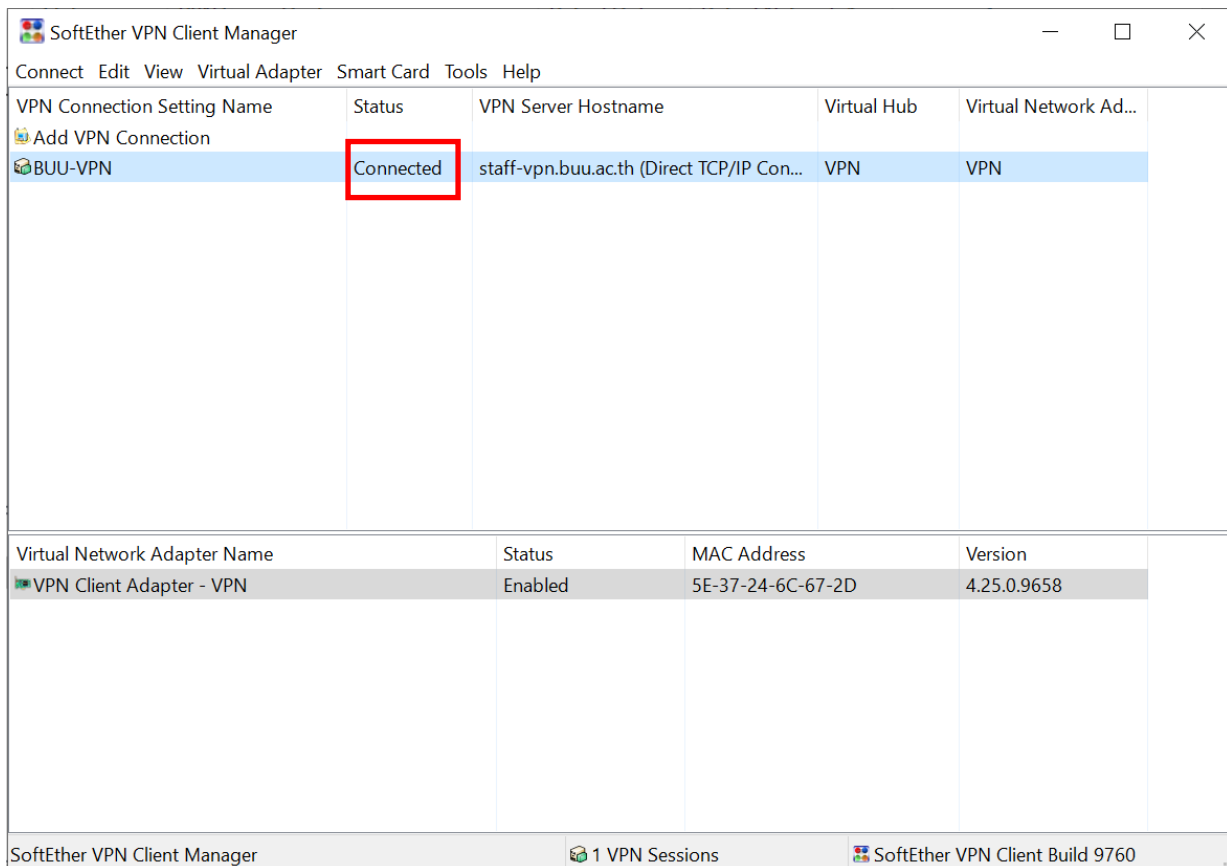 SoftEther VPN Client Manager
Connect Edit View Virtual Adapter Smart Card Tools Help
VPN Connection Setting Name Status VPN Server Hostname Virtual Hub Virtual Network Ad...
Add VPN Connection
BUU-VPN Connected staff-vpn.buu.ac.th (Direct TCP/IP Con... VPN VPN
Virtual Network Adapter Name Status MAC Address Version
VPN Client Adapter - VPN Enabled 5E-37-24-6C-67-2D 4.25.0.9658
SoftEther VPN Client Manager 1 VPN Sessions SoftEther VPN Client Build 9760